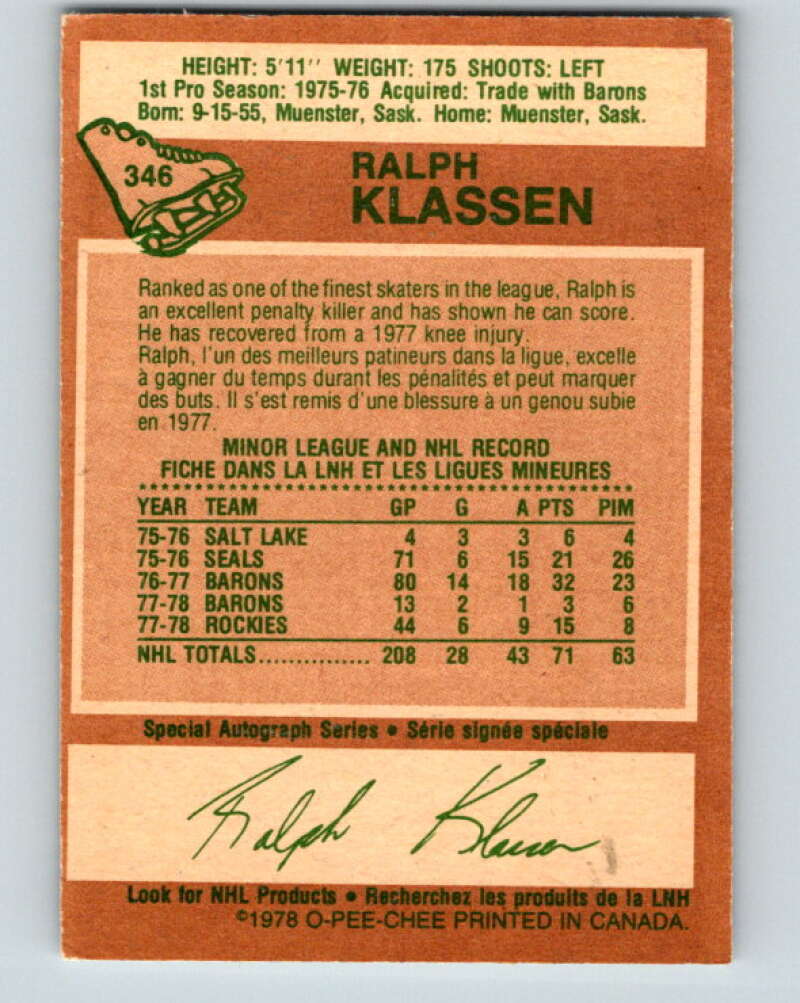 HEIGHT: 5'11'' WEIGHT: 175 SHOOTS: LEFT
1st Pro Season: 1975-76 Acquired: Trade with Barons
Born: 9-15-55, Muenster, Sask. Home: Muenster, Sask.
346
RALPH
KLASSEN
Ranked as one of the finest skaters in the league, Ralph is
an excellent penalty killer and has shown he can score.
He has recovered from a 1977 knee injury.
Ralph, l'un des meilleurs patineurs dans la ligue, excelle
à gagner du temps durant les pénalités et peut marquer
des buts. Il s'est remis d'une blessure à un genou subie
en 1977.
MINOR LEAGUE AND NHL RECORD
FICHE DANS LA LNH ET LES LIGUES MINEURES
YEAR TEAM GP G A PTS PIM
75-76 SALT LAKE 4 3 3 6 4
75-76 SEALS 71 6 15 21 26
76-77 BARONS 80 14 18 32 23
77-78 BARONS 13 2 1 3 6
77-78 ROCKIES 44 6 9 15 8
NHL TOTALS............... 208 28 43 71 63
Special Autograph Series • Série signée spéciale
Ralph Klassen
Look for NHL Products • Recherchez les produits de la LNH
©1978 O-PEE-CHEE PRINTED IN CANADA.